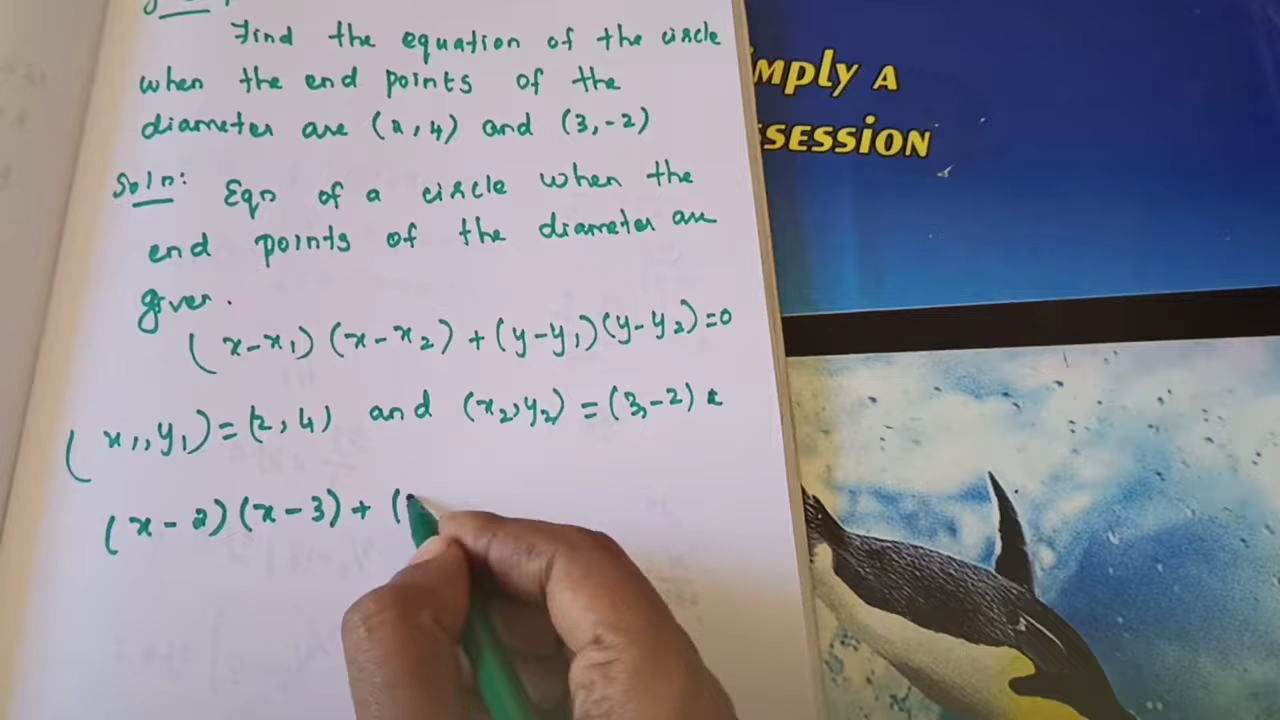 Find the equation of the circle
when the end points of the
diameter are (2,4) and (3,-2)
Soln: Eqn of a circle when the
end points of the diameter are
given.
(x-x₁)(x-x₂)+(y-y₁)(y-y₂)=0
(x₁,y₁)=(2,4) and (x₂,y₂)=(3,-2)
(x-2)(x-3)+(
MPLY A
SESSION